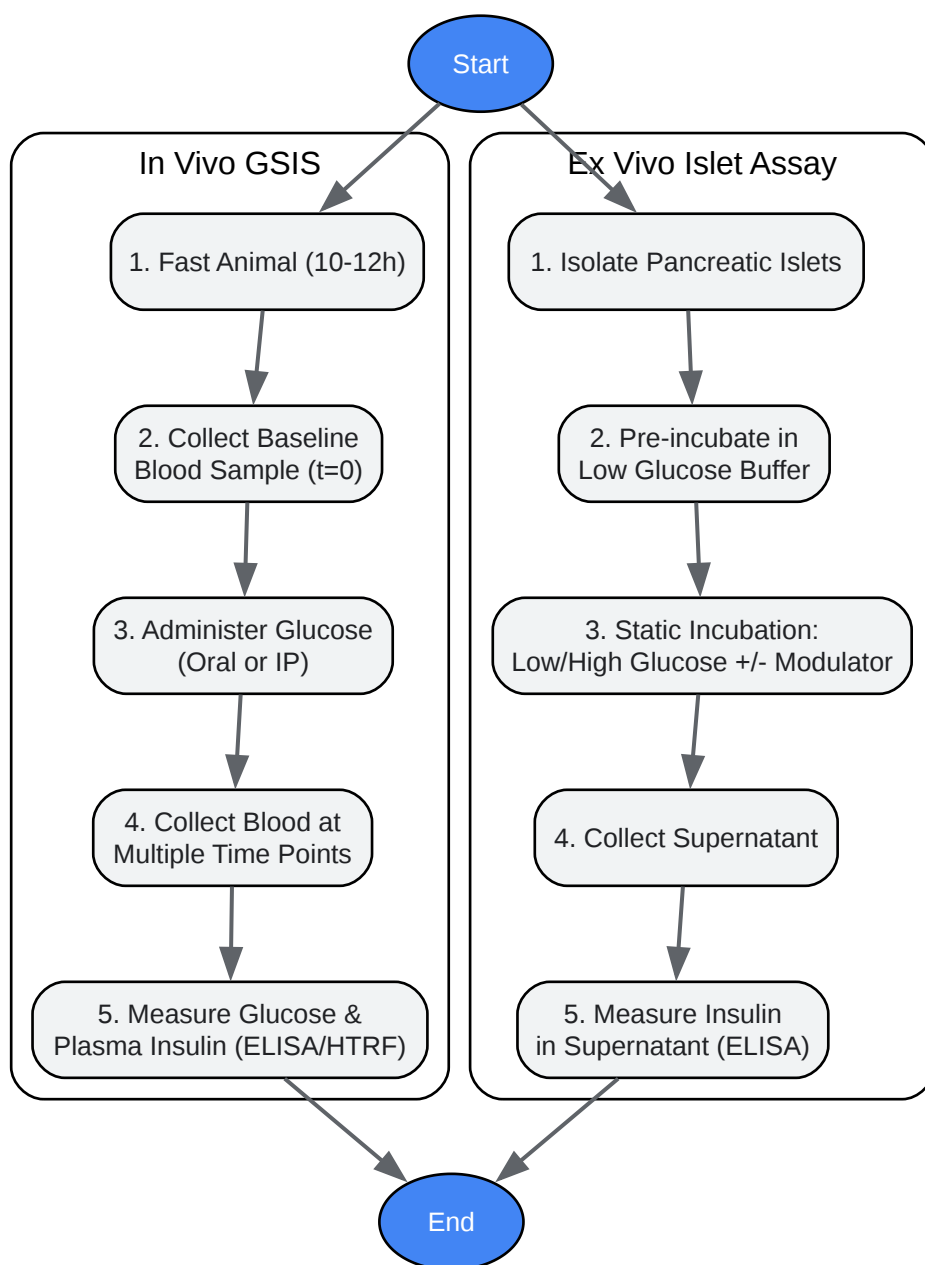 Start
In Vivo GSIS
1. Fast Animal (10-12h)
2. Collect Baseline
Blood Sample (t=0)
3. Administer Glucose
(Oral or IP)
4. Collect Blood at
Multiple Time Points
5. Measure Glucose &
Plasma Insulin (ELISA/HTRF)
Ex Vivo Islet Assay
1. Isolate Pancreatic Islets
2. Pre-incubate in
Low Glucose Buffer
3. Static Incubation:
Low/High Glucose +/- Modulator
4. Collect Supernatant
5. Measure Insulin
in Supernatant (ELISA)
End